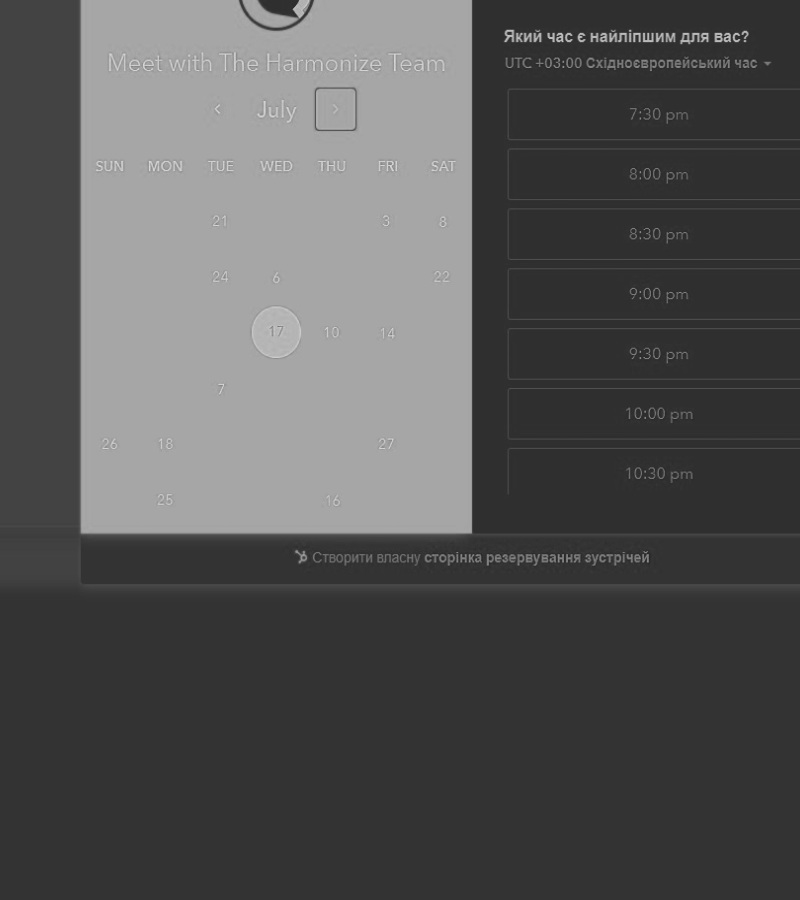 Meet with The Harmonize Team
July
SUN MON TUE WED THU FRI SAT
21 3 8
24 6 22
17 10 14
7
26 18 27
25 16
Який час є найліпшим для вас?
UTC +03:00 Східноєвропейський час
7:30 pm
8:00 pm
8:30 pm
9:00 pm
9:30 pm
10:00 pm
10:30 pm
Створити власну сторінка резервування зустрічей